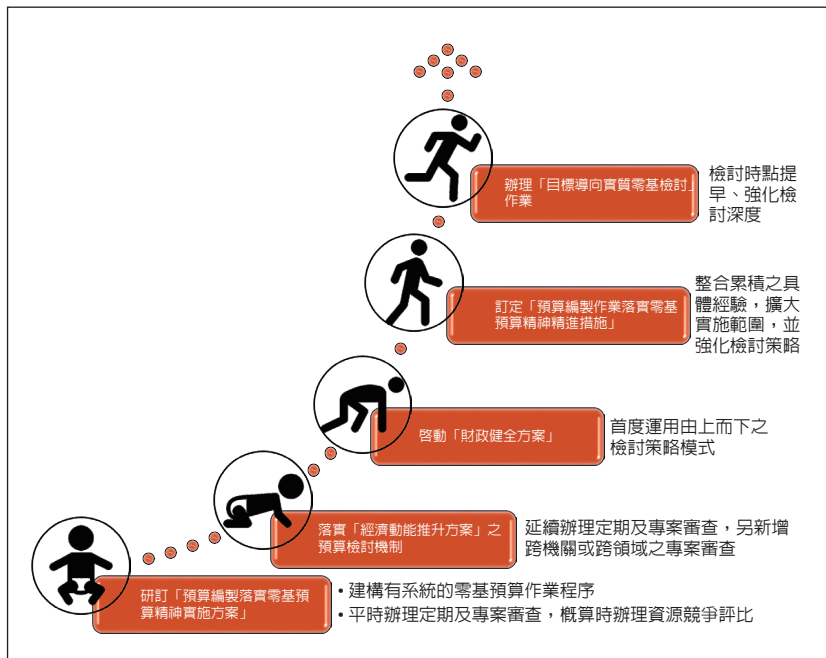 辦理「目標導向實質零基檢討」
作業
檢討時點提
早、強化檢
討深度
訂定「預算編製作業落實零基
預算精神精進措施」
整合累積之具
體經驗，擴大
實施範圍，並
強化檢討策略
啓動「財政健全方案」
首度運用由上而下之
檢討策略模式
落實「經濟動能推升方案」之
預算檢討機制
延續辦理定期及專案審查，另新增
跨機關或跨領域之專案審查
研訂「預算編製落實零基預
算精神實施方案」
• 建構有系統的零基預算作業程序
• 平時辦理定期及專案審查，概算時辦理資源競爭評比